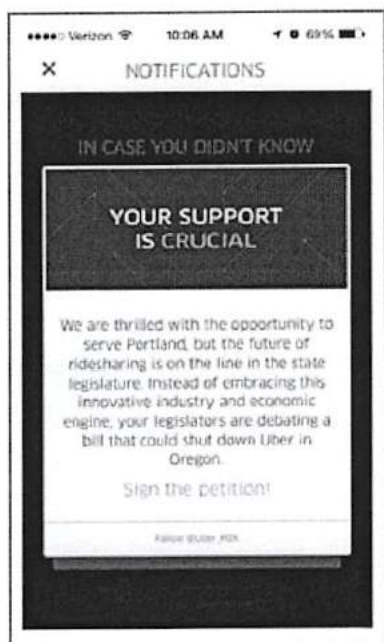 Verizon 10:06 AM 69%
× NOTIFICATIONS
IN CASE YOU DIDN'T KNOW
YOUR SUPPORT
IS CRUCIAL
We are thrilled with the opportunity to
serve Portland, but the future of
ridesharing is on the line in the state
legislature. Instead of embracing this
innovative industry and economic
engine, your legislators are debating a
bill that could shut down Uber in
Oregon.
Sign the petition!
Follow @Uber_PDX